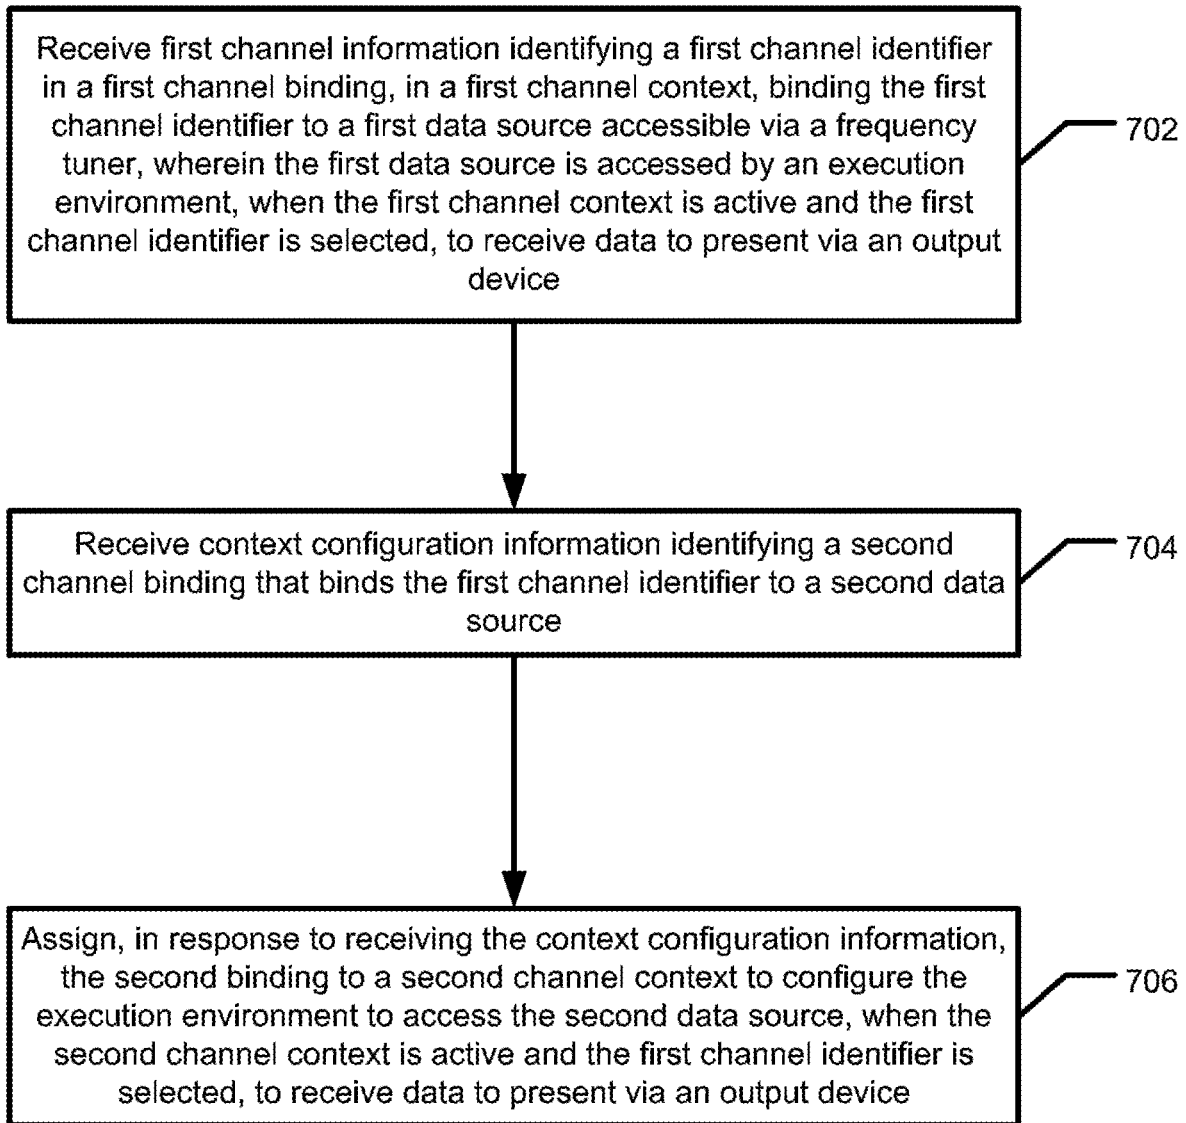 Receive first channel information identifying a first channel identifier
in a first channel binding, in a first channel context, binding the first
channel identifier to a first data source accessible via a frequency
tuner, wherein the first data source is accessed by an execution
environment, when the first channel context is active and the first
channel identifier is selected, to receive data to present via an output
device
702
Receive context configuration information identifying a second
channel binding that binds the first channel identifier to a second data
source
704
Assign, in response to receiving the context configuration information,
the second binding to a second channel context to configure the
execution environment to access the second data source, when the
second channel context is active and the first channel identifier is
selected, to receive data to present via an output device
706